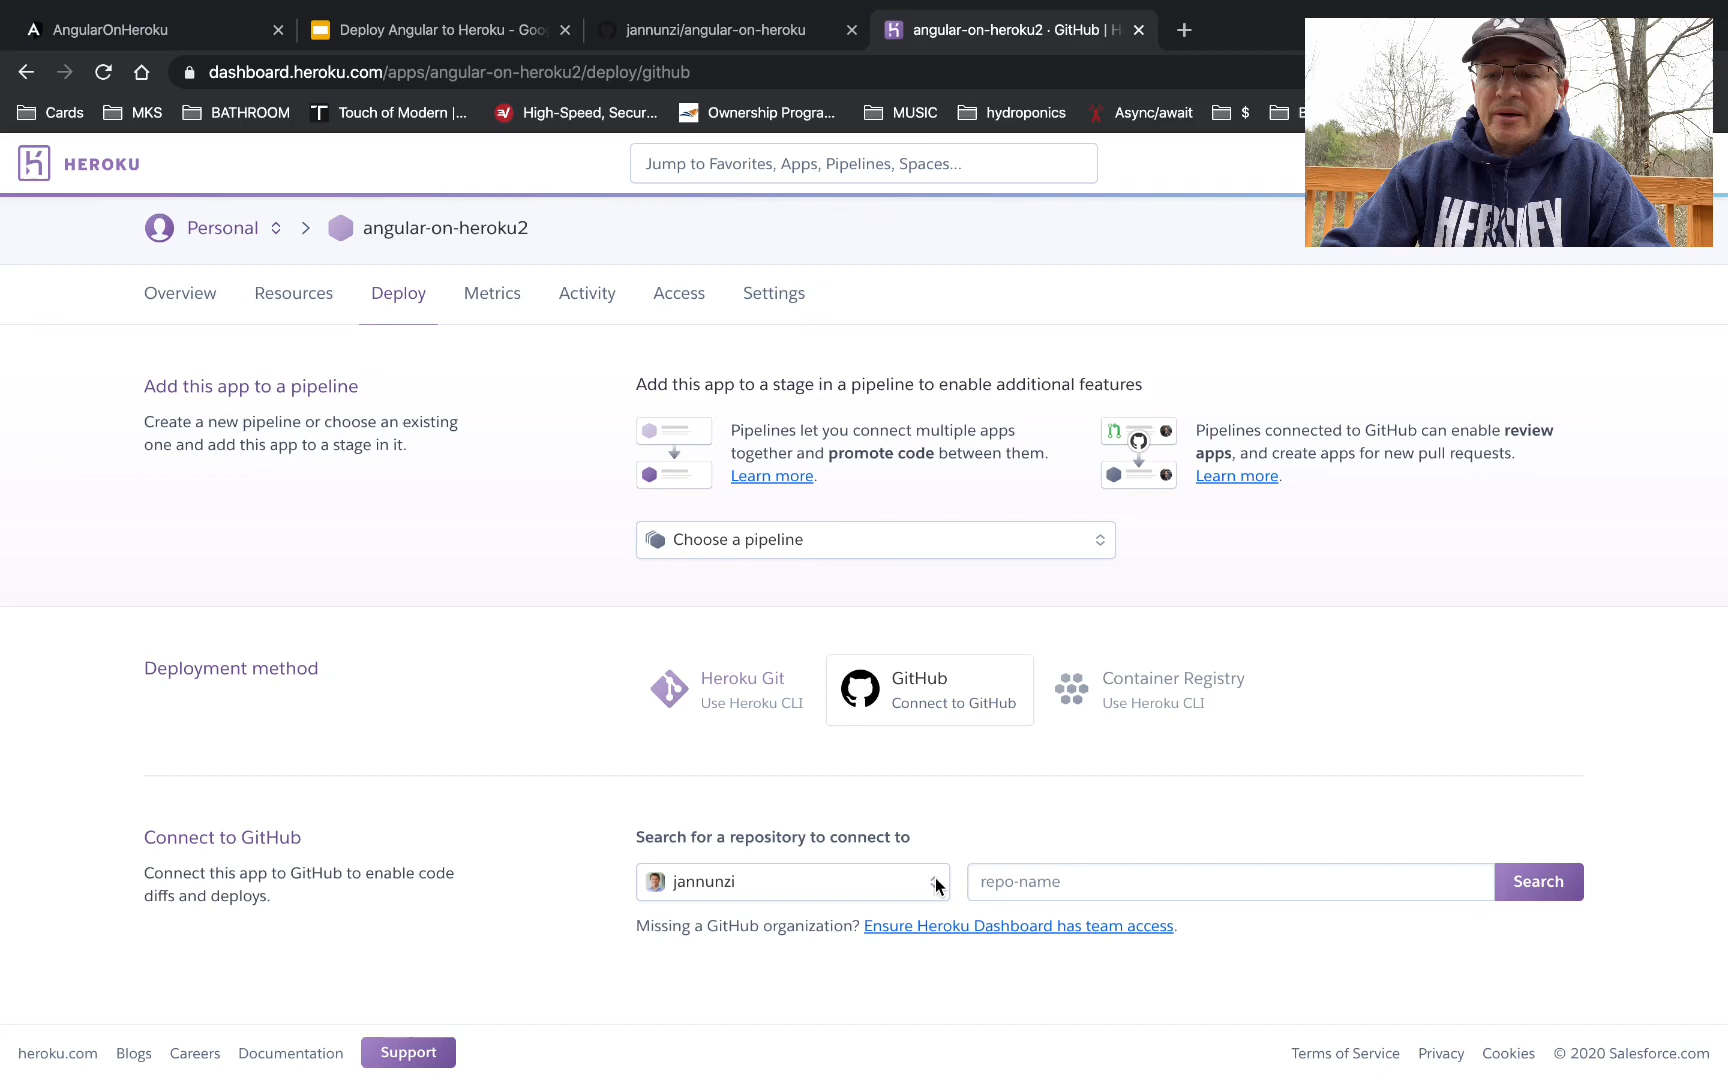 AngularOnHeroku
Deploy Angular to Heroku - Goo
jannunzi/angular-on-heroku
angular-on-heroku2 · GitHub | H
dashboard.heroku.com/apps/angular-on-heroku2/deploy/github
Cards
MKS
BATHROOM
Touch of Modern |...
High-Speed, Secur...
Ownership Progra...
MUSIC
hydroponics
Async/await
$
HEROKU
Jump to Favorites, Apps, Pipelines, Spaces...
HERSHEY
Personal
angular-on-heroku2
Overview
Resources
Deploy
Metrics
Activity
Access
Settings
Add this app to a pipeline
Create a new pipeline or choose an existing
one and add this app to a stage in it.
Add this app to a stage in a pipeline to enable additional features
Pipelines let you connect multiple apps
together and promote code between them.
Learn more.
Pipelines connected to GitHub can enable review
apps, and create apps for new pull requests.
Learn more.
Choose a pipeline
Deployment method
Heroku Git
Use Heroku CLI
GitHub
Connect to GitHub
Container Registry
Use Heroku CLI
Connect to GitHub
Connect this app to GitHub to enable code
diffs and deploys.
Search for a repository to connect to
jannunzi
repo-name
Search
Missing a GitHub organization? Ensure Heroku Dashboard has team access.
heroku.com
Blogs
Careers
Documentation
Support
Terms of Service
Privacy
Cookies
© 2020 Salesforce.com